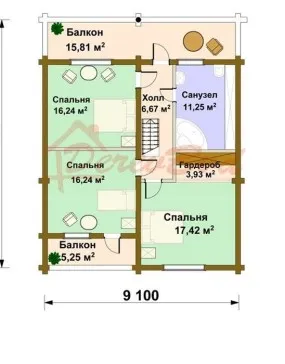 Балкон
15,81 м²
Спальня
16,24 м²
Холл
6,67 м²
Санузел
11,25 м²
Спальня
16,24 м²
Гардероб
3,93 м²
Спальня
17,42 м²
Балкон
5,25 м²
9 100